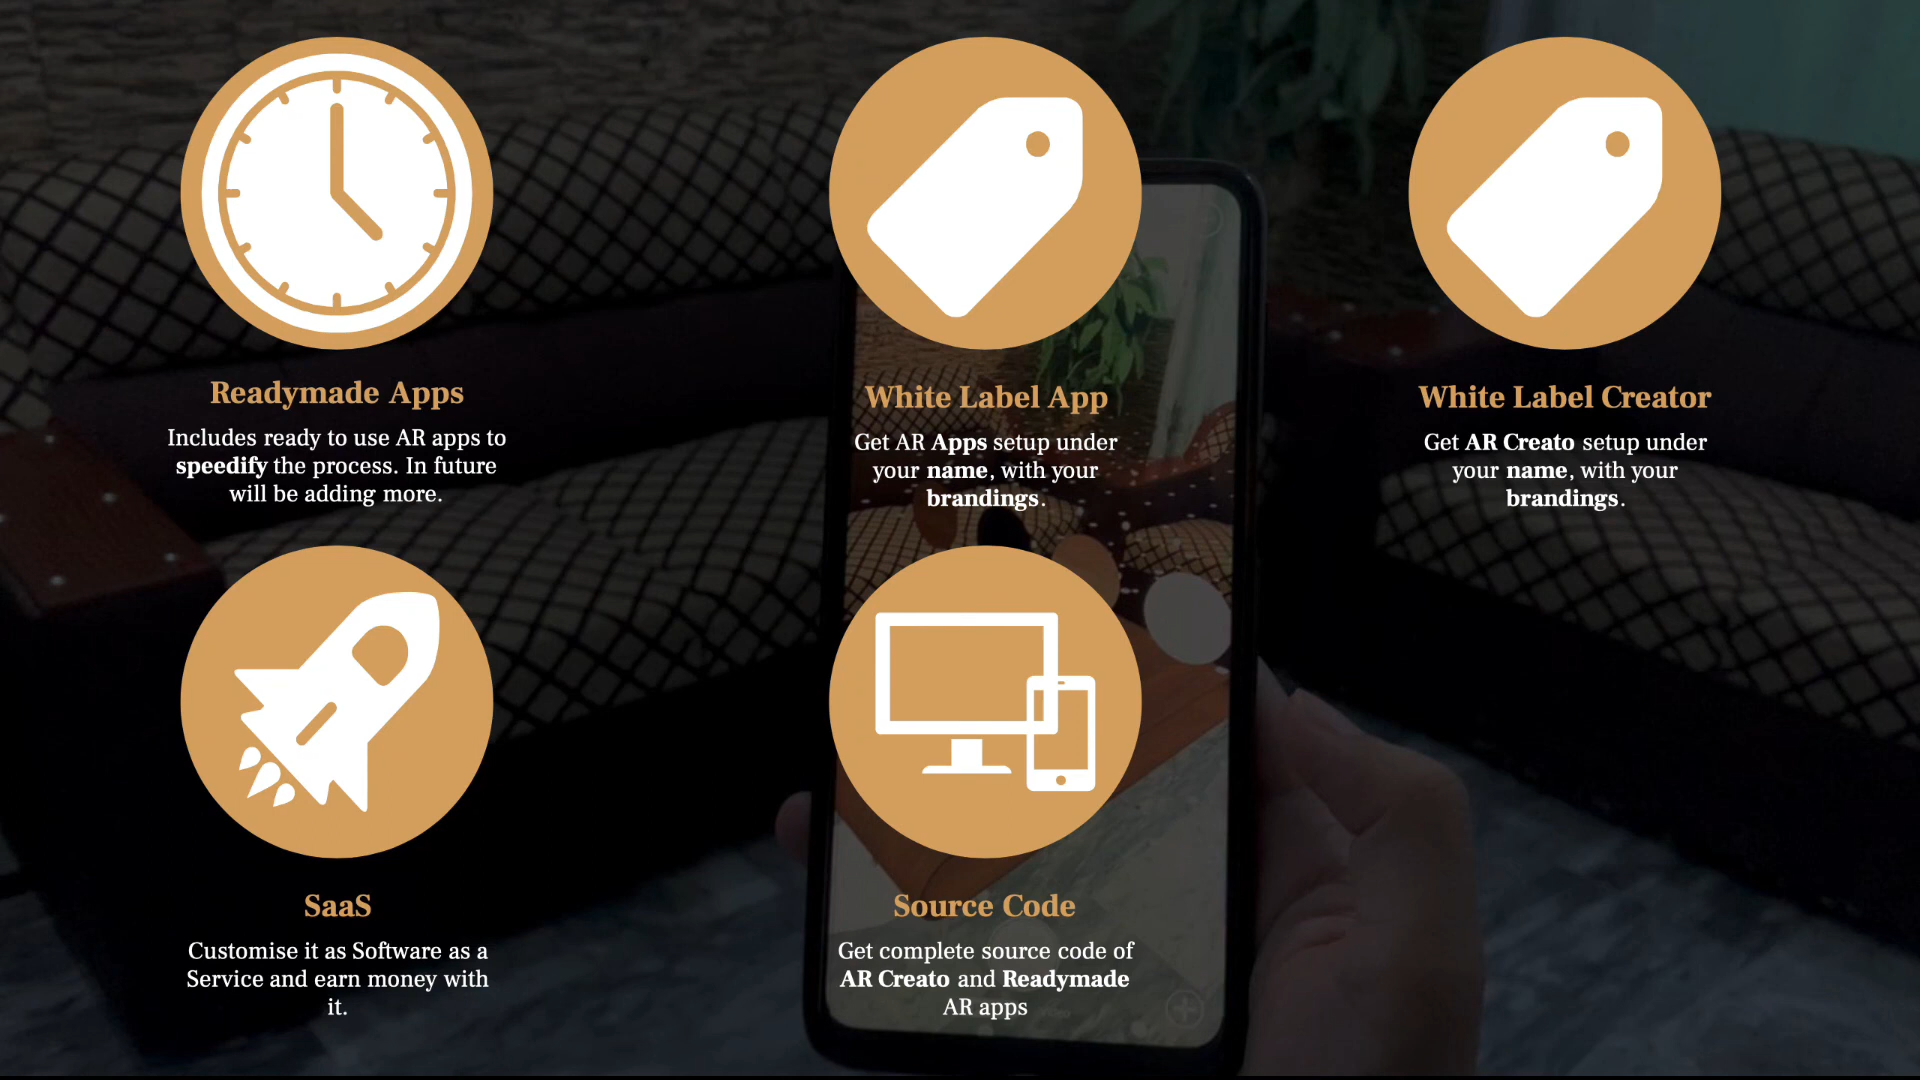 Readymade Apps
Includes ready to use AR apps to
speedify the process. In future
will be adding more.
White Label App
Get AR Apps setup under
your name, with your
brandings.
White Label Creator
Get AR Creato setup under
your name, with your
brandings.
SaaS
Customise it as Software as a
Service and earn money with
it.
Source Code
Get complete source code of
AR Creato and Readymade
AR apps